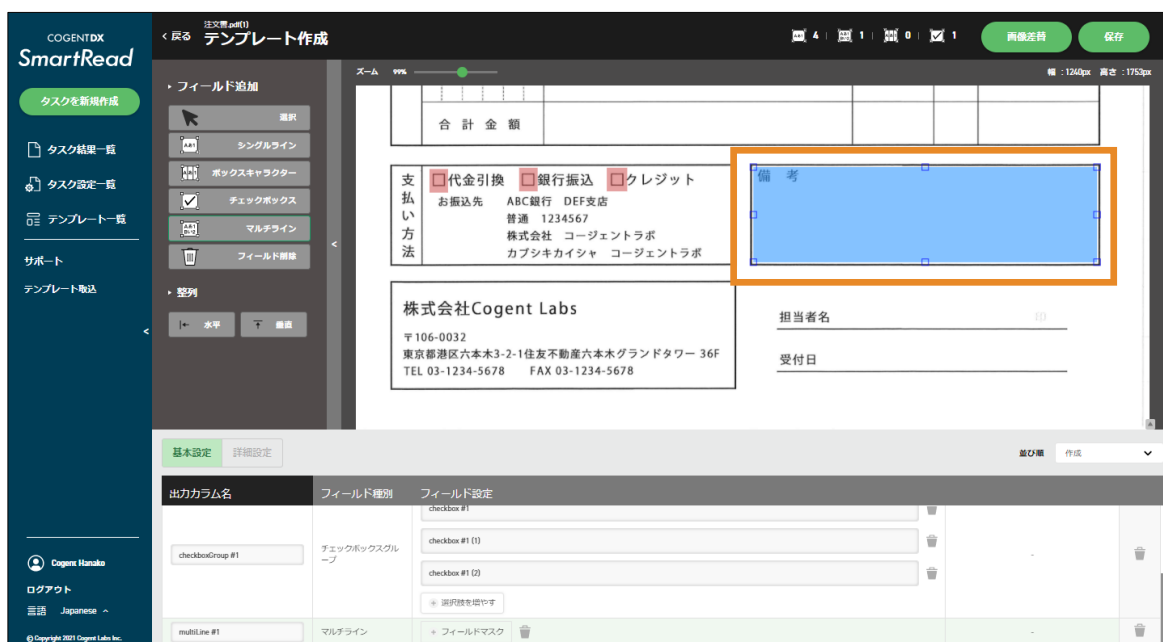 COGENTDX
SmartRead
タスクを新規作成
タスク結果一覧
タスク設定一覧
テンプレート一覧
サポート
テンプレート取込
<
Cogent Hanako
ログアウト
言語 Japanese
© Copyright 2021 Cogent Labs Inc.
< 戻る
注文書.pdf(1)
テンプレート作成
4 | 1 | 0 | 1
画像差替
保存
フィールド追加
選択
シングルライン
ボックスキャラクター
チェックボックス
マルチライン
フィールド削除
整列
水平
垂直
<
ズーム 99%
幅 : 1240px 高さ : 1753px
合計金額
支払い方法
代金引換 銀行振込 クレジット
お振込先 ABC銀行 DEF支店
普通 1234567
株式会社 コージェントラボ
カブシキカイシャ コージェントラボ
備考
株式会社Cogent Labs
〒106-0032
東京都港区六本木3-2-1住友不動産六本木グランドタワー 36F
TEL 03-1234-5678 FAX 03-1234-5678
担当者名 印
受付日
基本設定
詳細設定
並び順 作成
出力カラム名 フィールド種別 フィールド設定
checkbox #1
checkboxGroup #1
チェックボックスグループ
checkbox #1 (1)
checkbox #1 (2)
+ 選択肢を増やす
-
multiLine #1
マルチライン
+ フィールドマスク
-